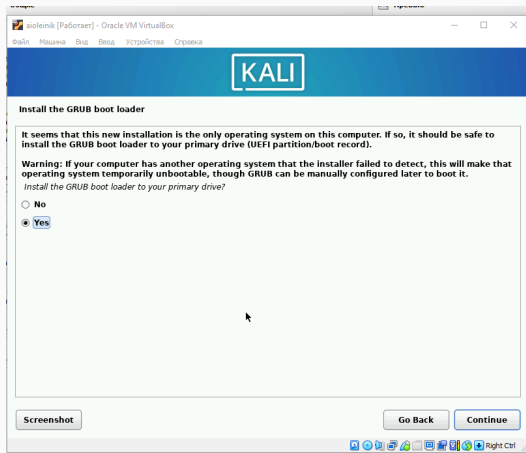 aioleinik [Работает] - Oracle VM VirtualBox
Файл Машина Вид Ввод Устройства Справка
KALI
Install the GRUB boot loader
It seems that this new installation is the only operating system on this computer. If so, it should be safe to
install the GRUB boot loader to your primary drive (UEFI partition/boot record).
Warning: If your computer has another operating system that the installer failed to detect, this will make that
operating system temporarily unbootable, though GRUB can be manually configured later to boot it.
Install the GRUB boot loader to your primary drive?
No
Yes
Screenshot
Go Back
Continue
Right Ctrl